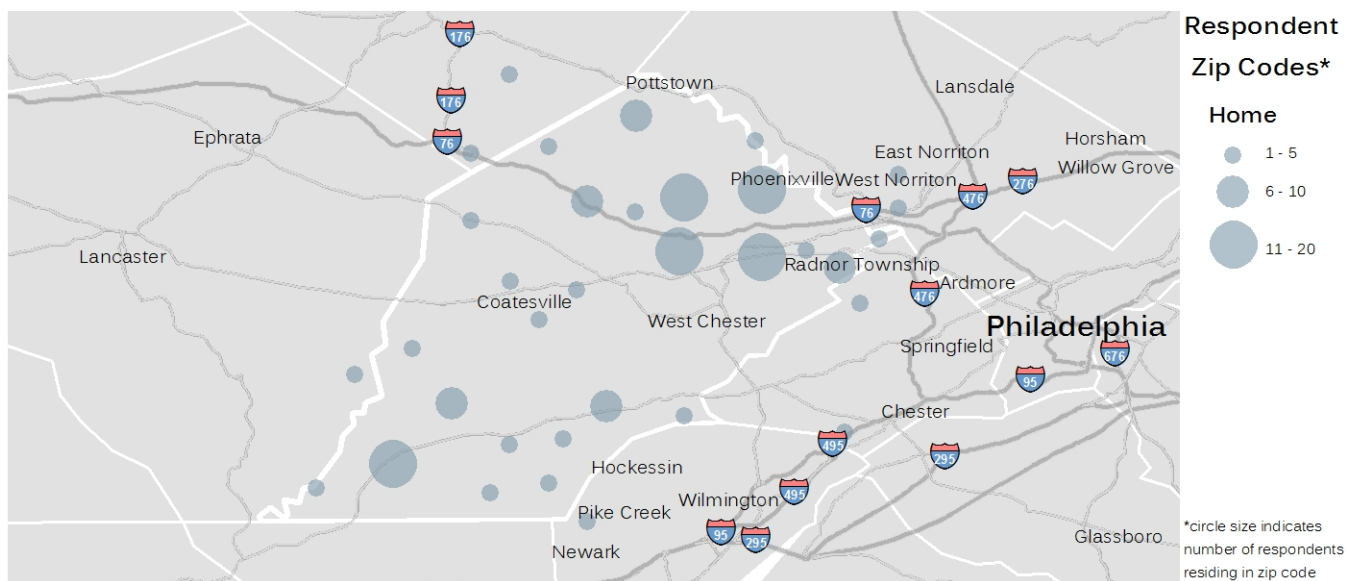 Respondent
Zip Codes*
Home
1 - 5
6 - 10
11 - 20
176
Pottstown
Lansdale
176
Ephrata
76
Horsham
East Norriton
Willow Grove
Phoenixville
West Norriton
276
476
76
Lancaster
Radnor Township
Ardmore
476
Coatesville
West Chester
Philadelphia
Springfield
676
95
Chester
495
295
Hockessin
495
Wilmington
Pike Creek
95
295
Newark
Glassboro
*circle size indicates
number of respondents
residing in zip code